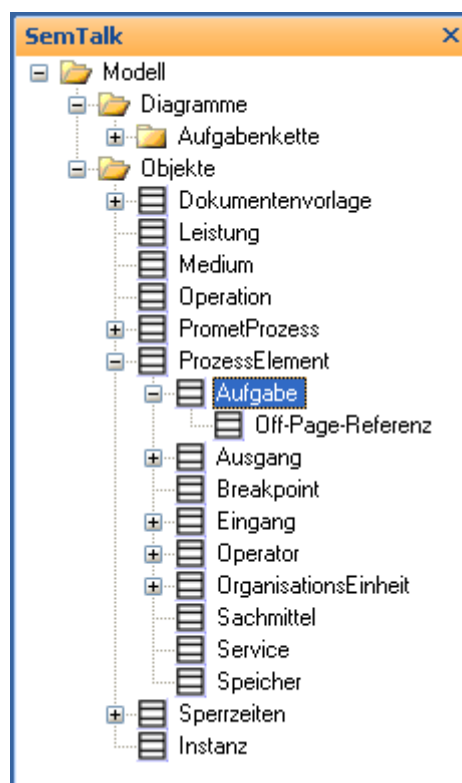 SemTalk
Modell
Diagramme
Aufgabenkette
Objekte
Dokumentenvorlage
Leistung
Medium
Operation
PrometProzess
ProzessElement
Aufgabe
Off-Page-Referenz
Ausgang
Breakpoint
Eingang
Operator
OrganisationsEinheit
Sachmittel
Service
Speicher
Sperrzeiten
Instanz